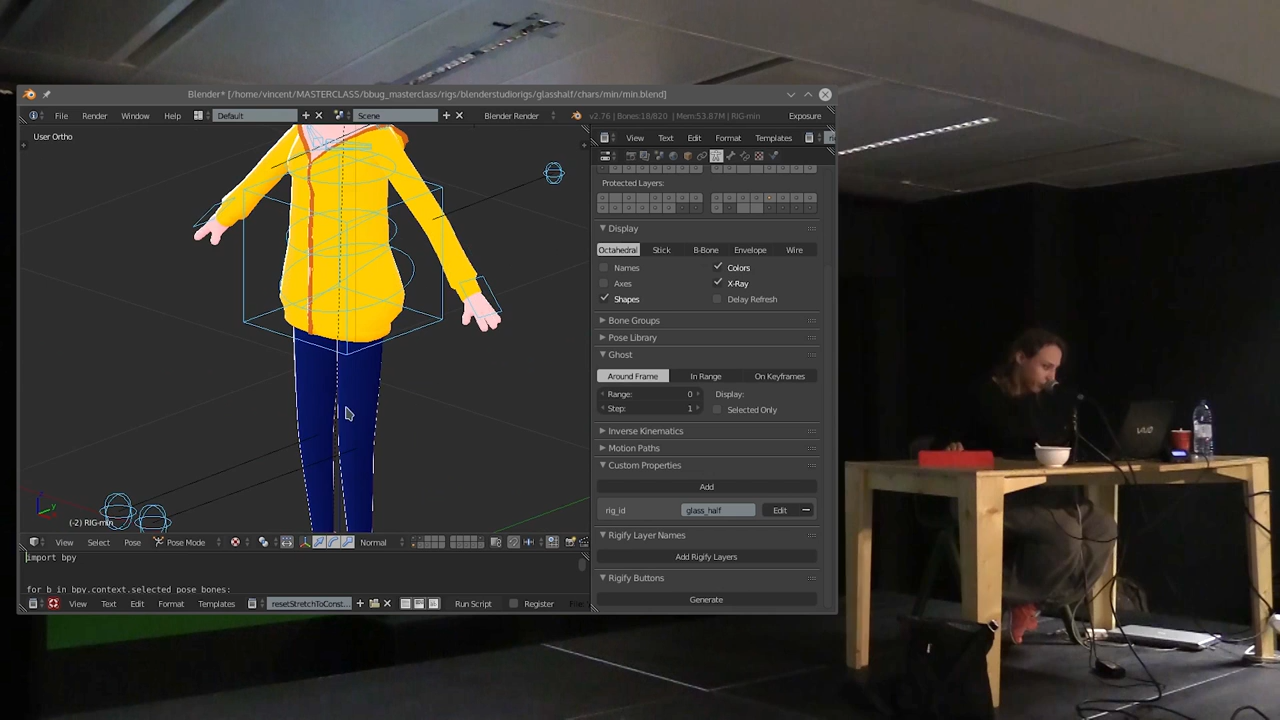 Blender* [/home/vincent/MASTERCLASS/bbug_masterclass/rigs/blenderstudiorigs/glasshalf/chars/min/min.blend]
File Render Window Help Default Scene Blender Render v2.76 | Bones:18/820 | Mem:53.87M | RIG-min Exposure
User Ortho
View Text Edit Format Templates
Protected Layers:
Display
Octahedral Stick B-Bone Envelope Wire
Names Colors
Axes X-Ray
Shapes Delay Refresh
Bone Groups
Pose Library
Ghost
Around Frame In Range On Keyframes
Range: 0 Display:
Step: 1 Selected Only
Inverse Kinematics
Motion Paths
Custom Properties
Add
rig_id glass_half Edit
Rigify Layer Names
Add Rigify Layers
Rigify Buttons
Generate
(-2) RIG-min
View Select Pose Pose Mode Normal
import bpy
for b in bpy.context.selected_pose_bones:
View Text Edit Format Templates resetStretchToConst... Run Script Register
VAIO